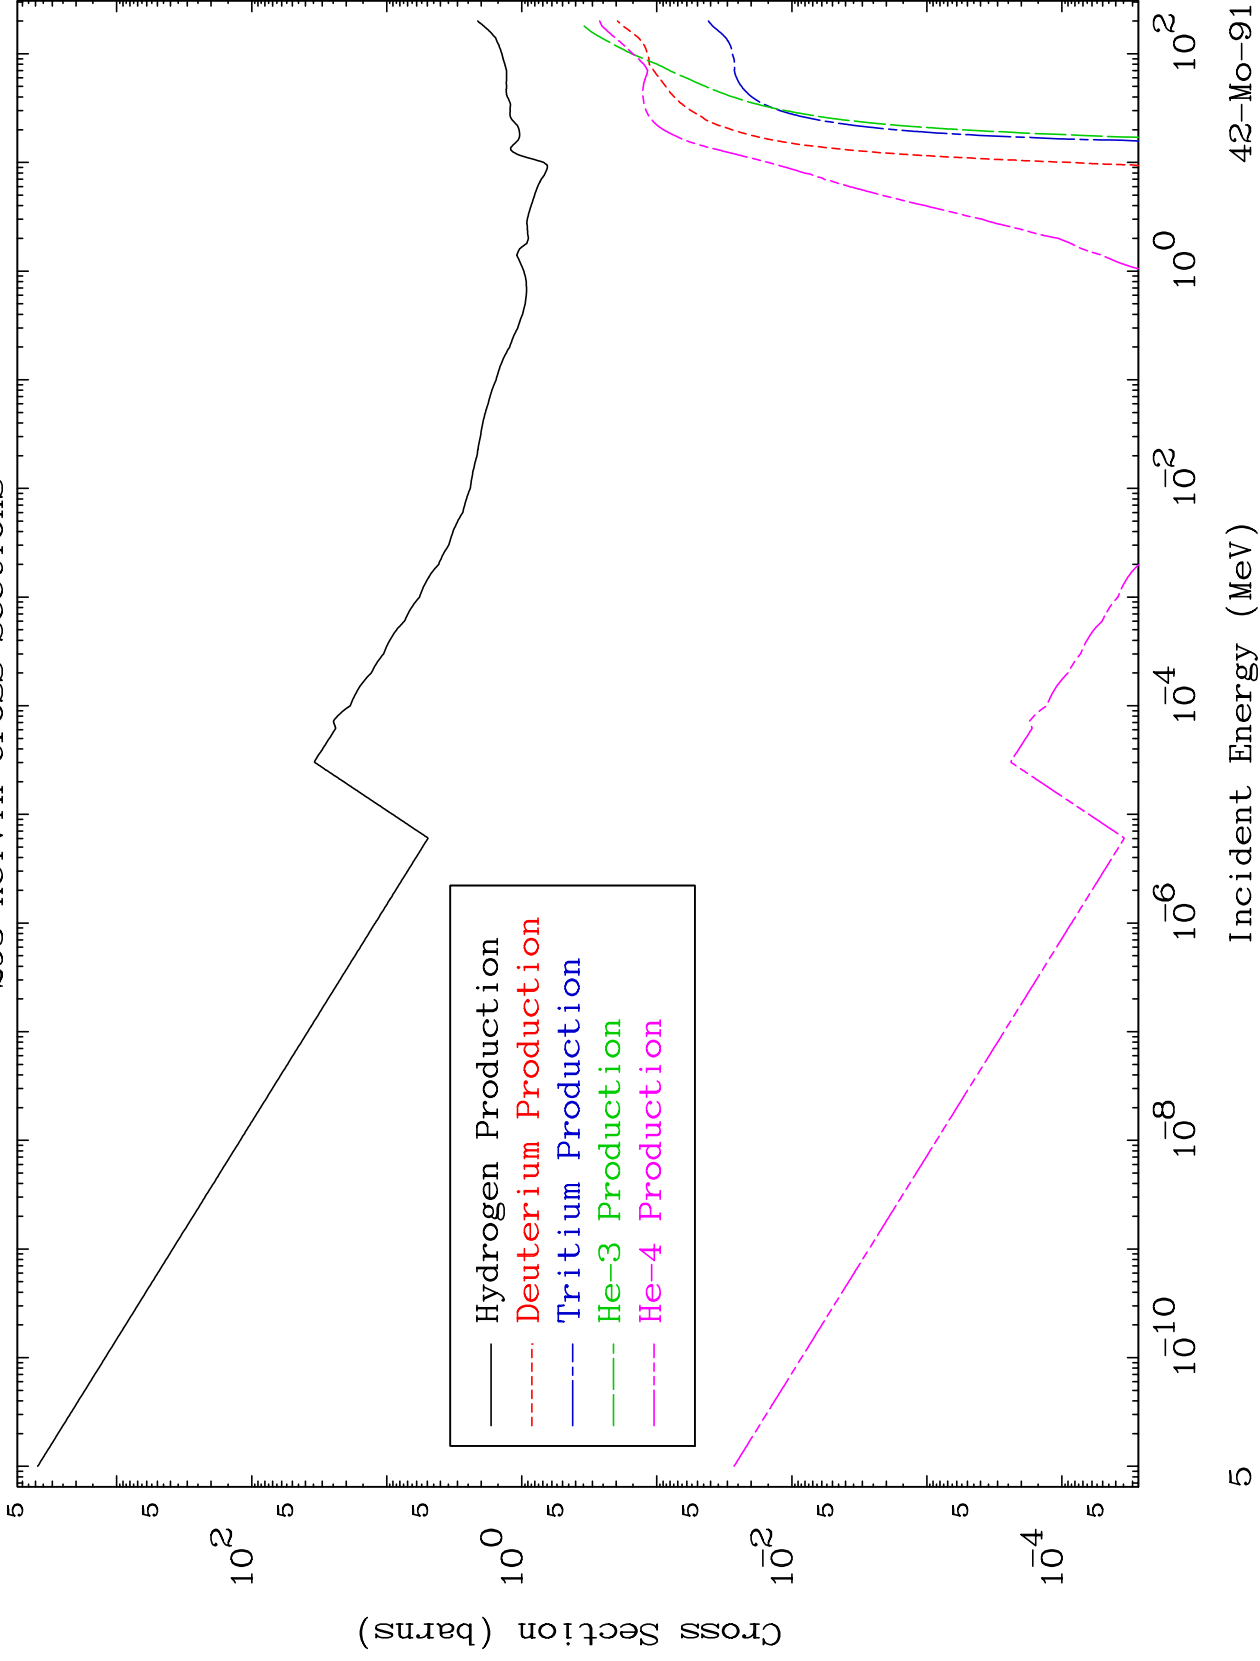 5
10^2
5
5
10^0
5
5
10^-2
5
5
10^-4
5
Cross Section (barns)
Hydrogen Production
Deuterium Production
Tritium Production
He-3 Production
He-4 Production
10^-10
10^-8
10^-6
10^-4
10^-2
10^0
10^2
5
Incident Energy (MeV)
42-Mo-91